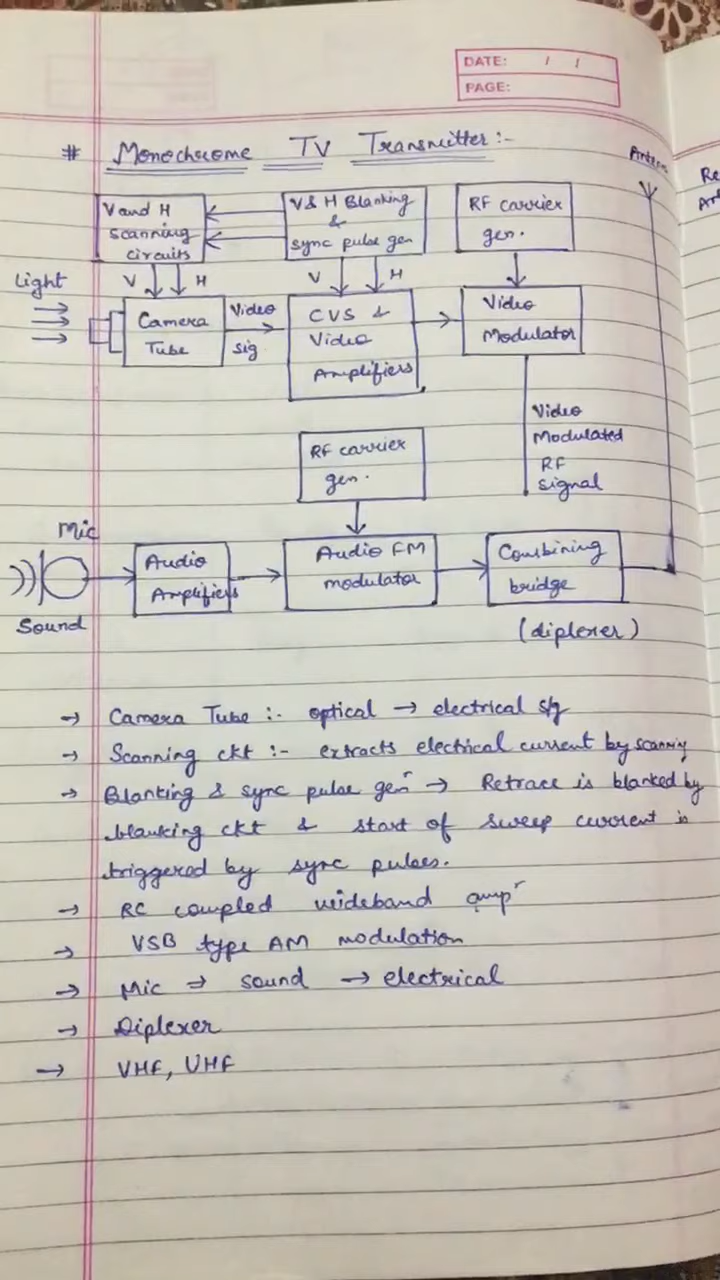 DATE: / /
PAGE:
# Monochrome TV Transmitter :-
Antenna
V and H
scanning
circuits
V & H Blanking
&
sync pulse gen
RF carrier
gen.
V H
V H
Light
Camera
Tube
Video
sig
CVS &
Video
Amplifiers
Video
Modulator
Video
Modulated
RF
signal
RF carrier
gen.
Mic
Sound
Audio
Amplifiers
Audio FM
modulator
Combining
bridge
(diplexer)
→ Camera Tube :- optical → electrical s/g
→ Scanning ckt :- extracts electrical current by scanning
→ Blanking & sync pulse genr → Retrace is blanked by
blanking ckt & start of sweep current is
triggered by sync pulses.
→ RC coupled wideband ampr
→ VSB type AM modulation
→ Mic → sound → electrical
→ Diplexer
→ VHF, UHF